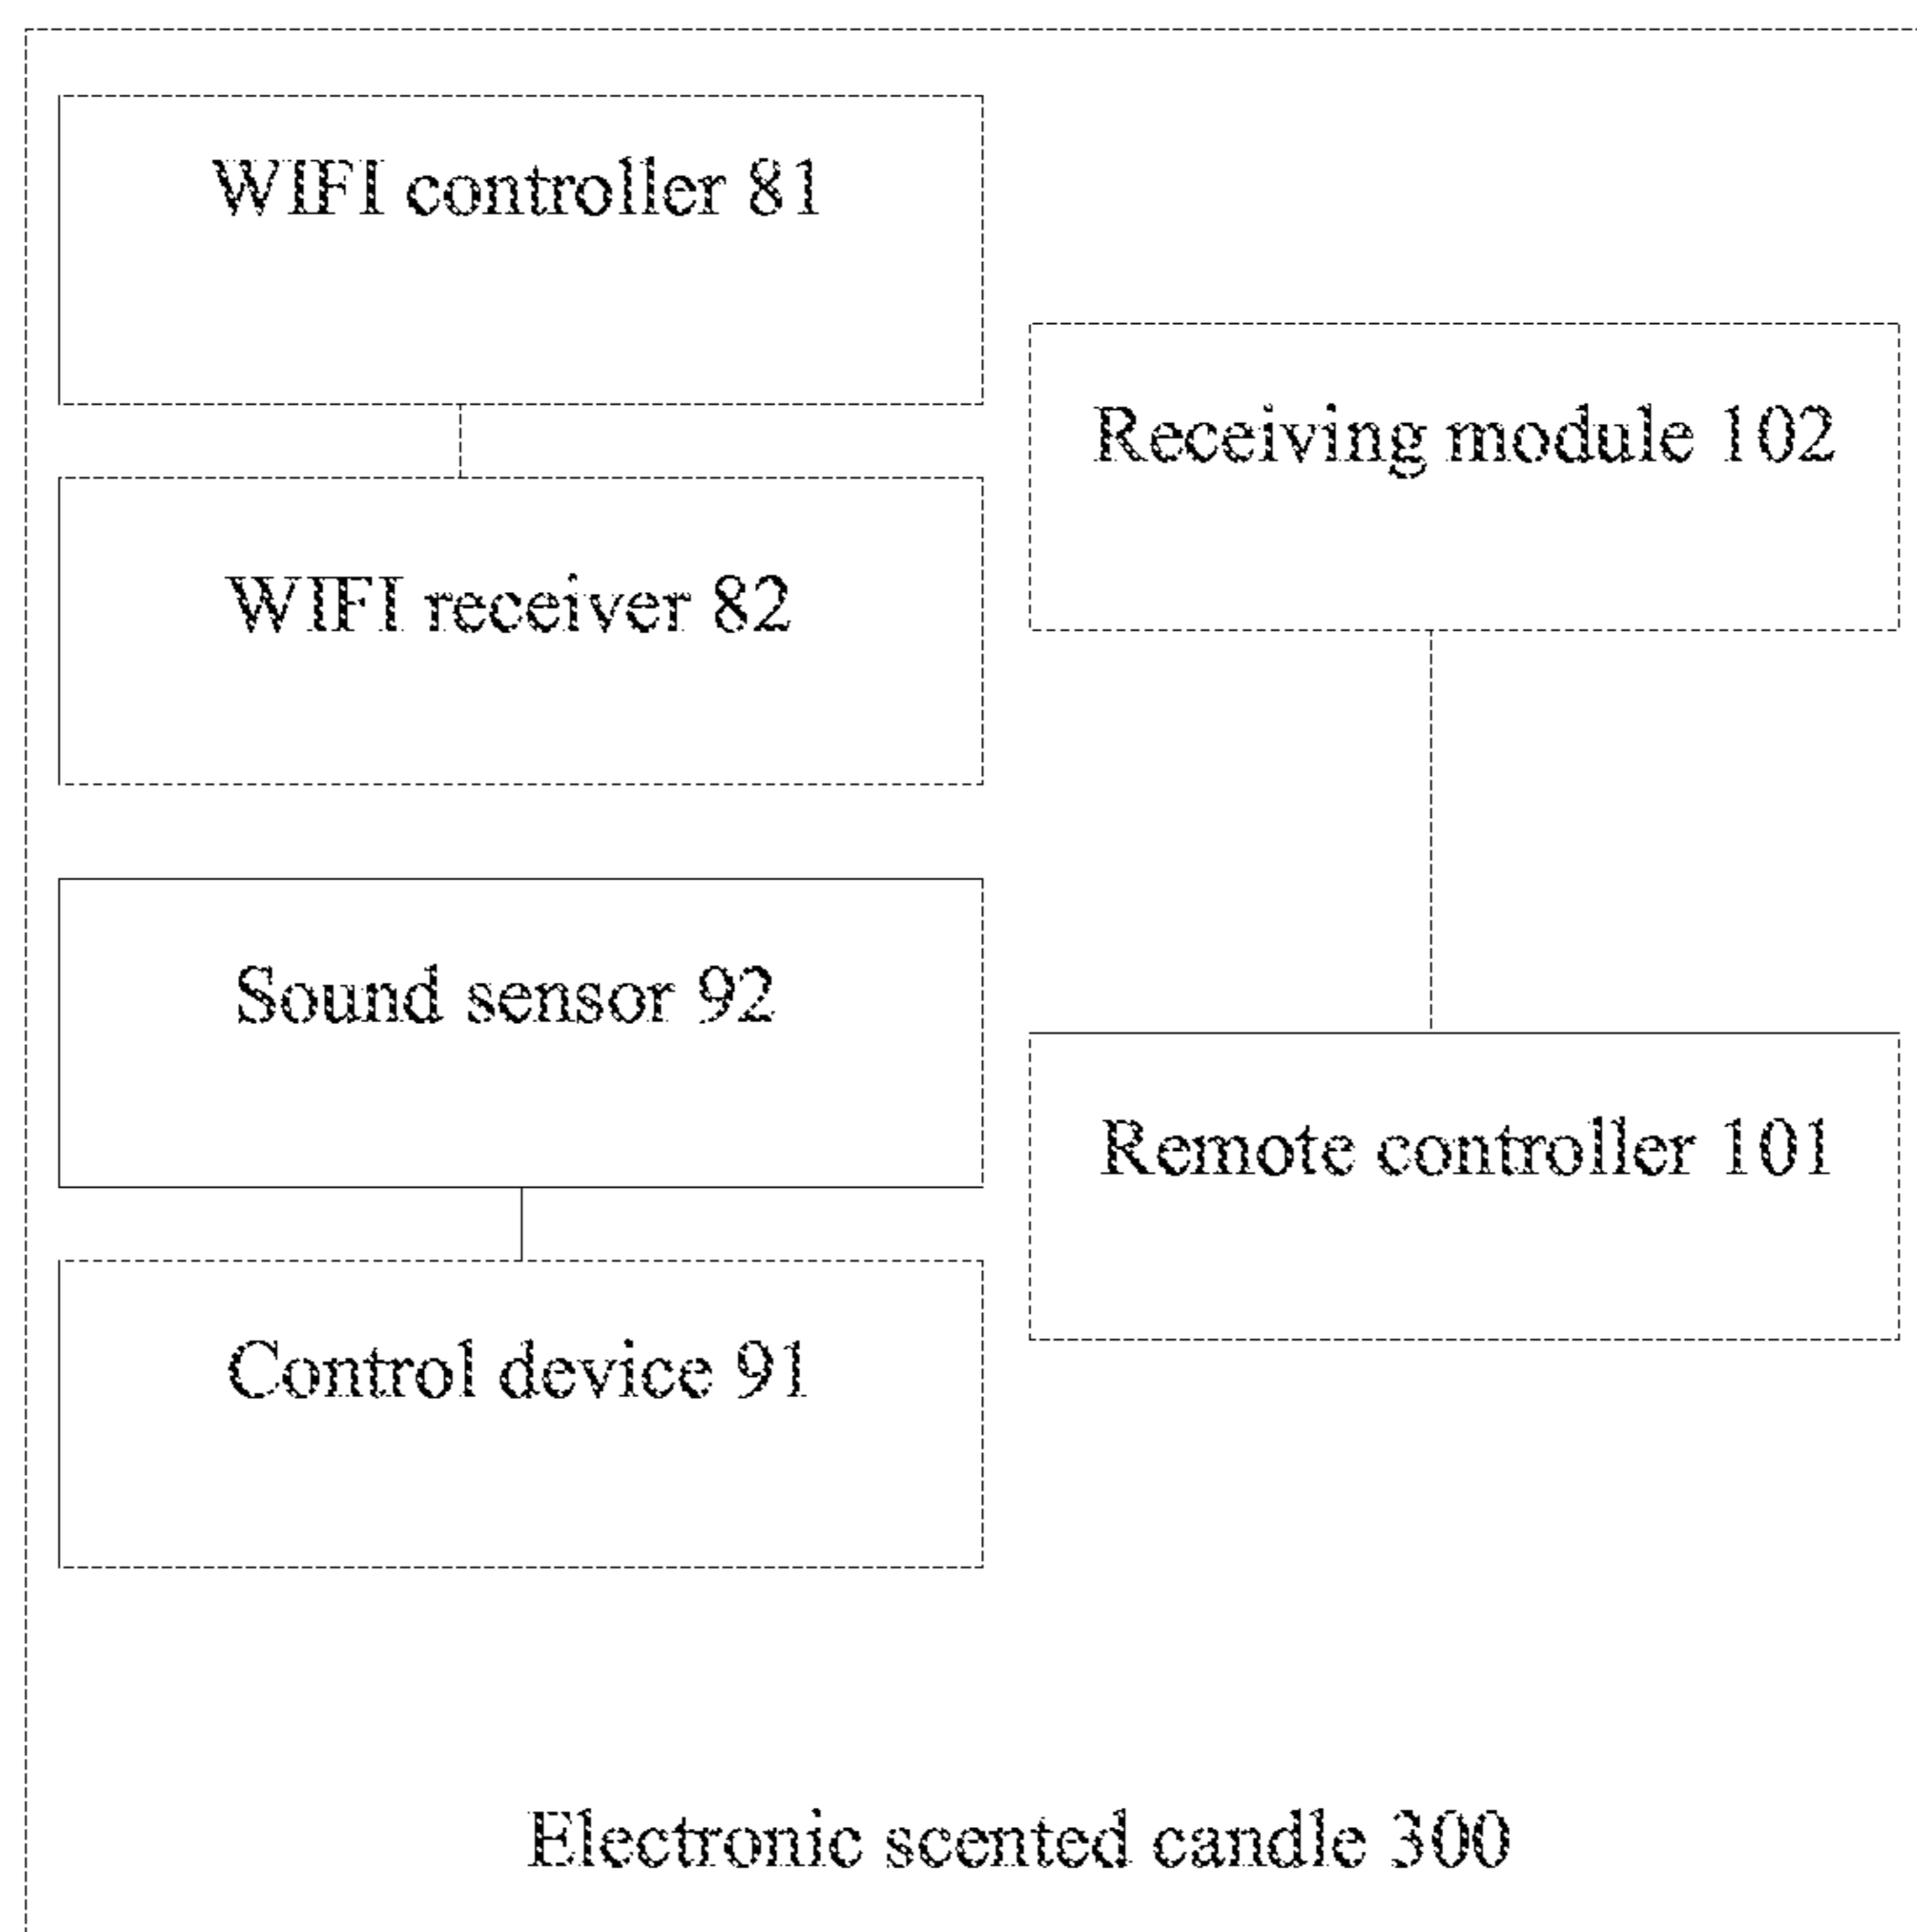 WIFI controller 81
WIFI receiver 82
Sound sensor 92
Control device 91
Receiving module 102
Remote controller 101
Electronic scented candle 300